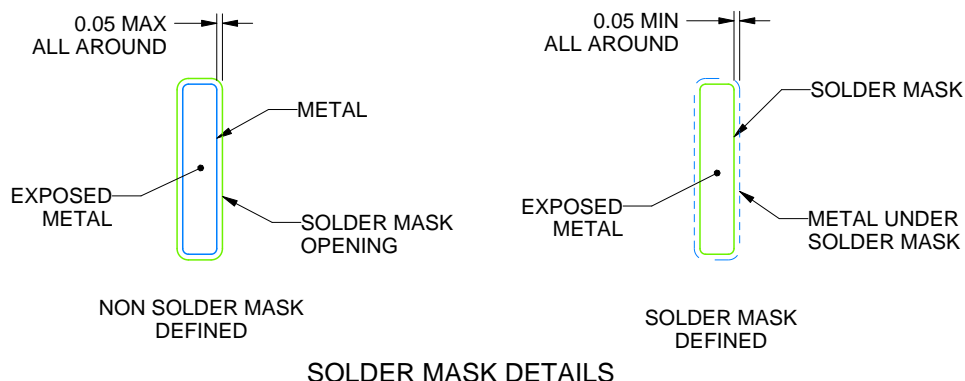 0.05 MAX
ALL AROUND
METAL
EXPOSED
METAL
SOLDER MASK
OPENING
NON SOLDER MASK
DEFINED
0.05 MIN
ALL AROUND
SOLDER MASK
EXPOSED
METAL
METAL UNDER
SOLDER MASK
SOLDER MASK
DEFINED
SOLDER MASK DETAILS